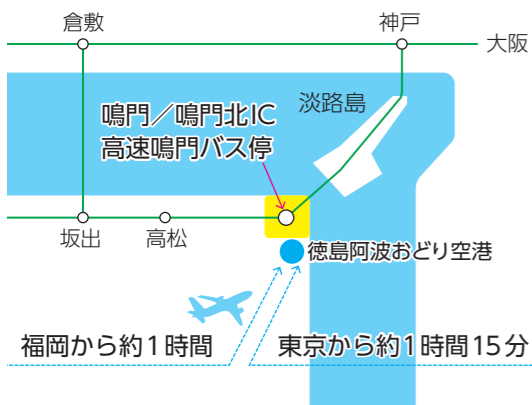 倉敷
神戸
大阪
淡路島
鳴門／鳴門北IC
高速鳴門バス停
坂出
高松
徳島阿波おどり空港
福岡から約1時間
東京から約1時間15分